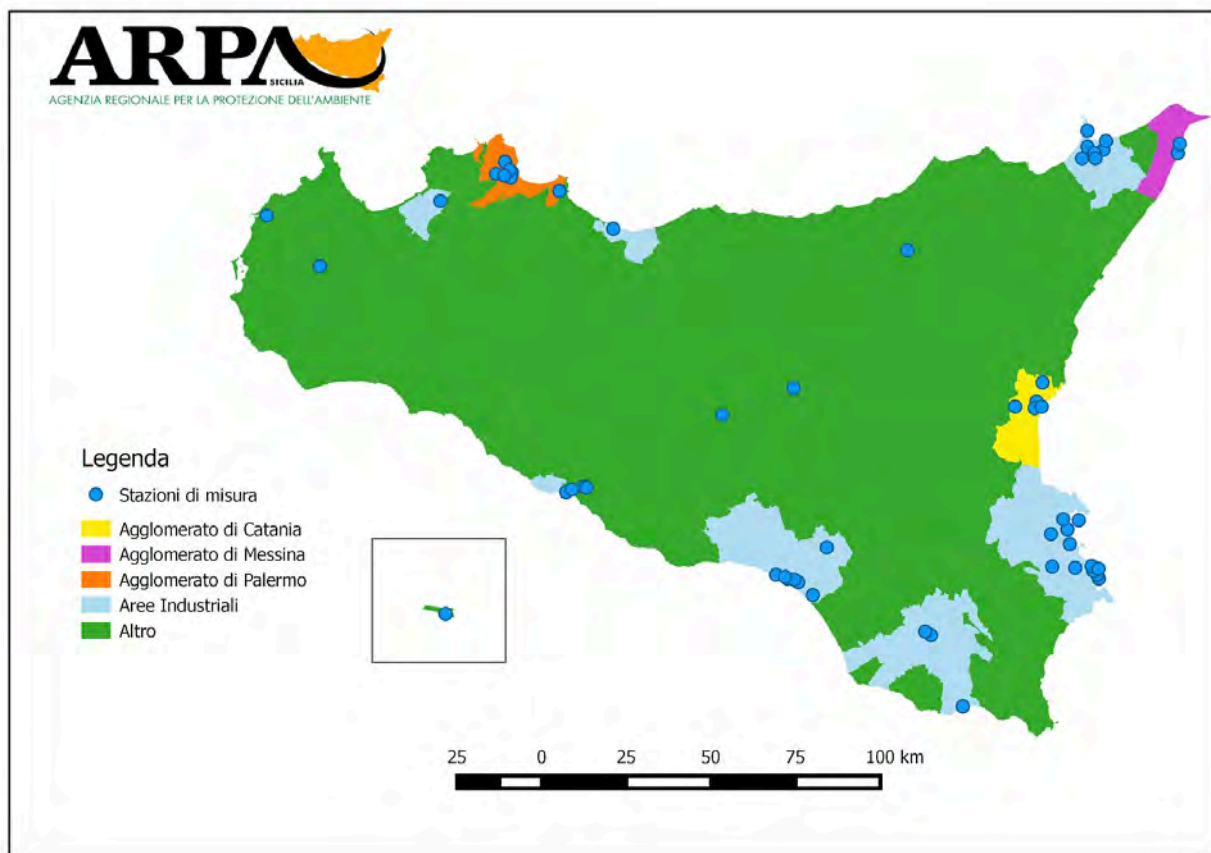 ARPA
SICILIA
AGENZIA REGIONALE PER LA PROTEZIONE DELL'AMBIENTE
Legenda
Stazioni di misura
Agglomerato di Catania
Agglomerato di Messina
Agglomerato di Palermo
Aree Industriali
Altro
25 0 25 50 75 100 km